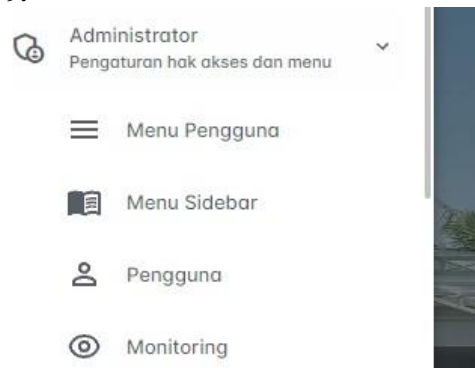 Administrator
Pengaturan hak akses dan menu
Menu Pengguna
Menu Sidebar
Pengguna
Monitoring